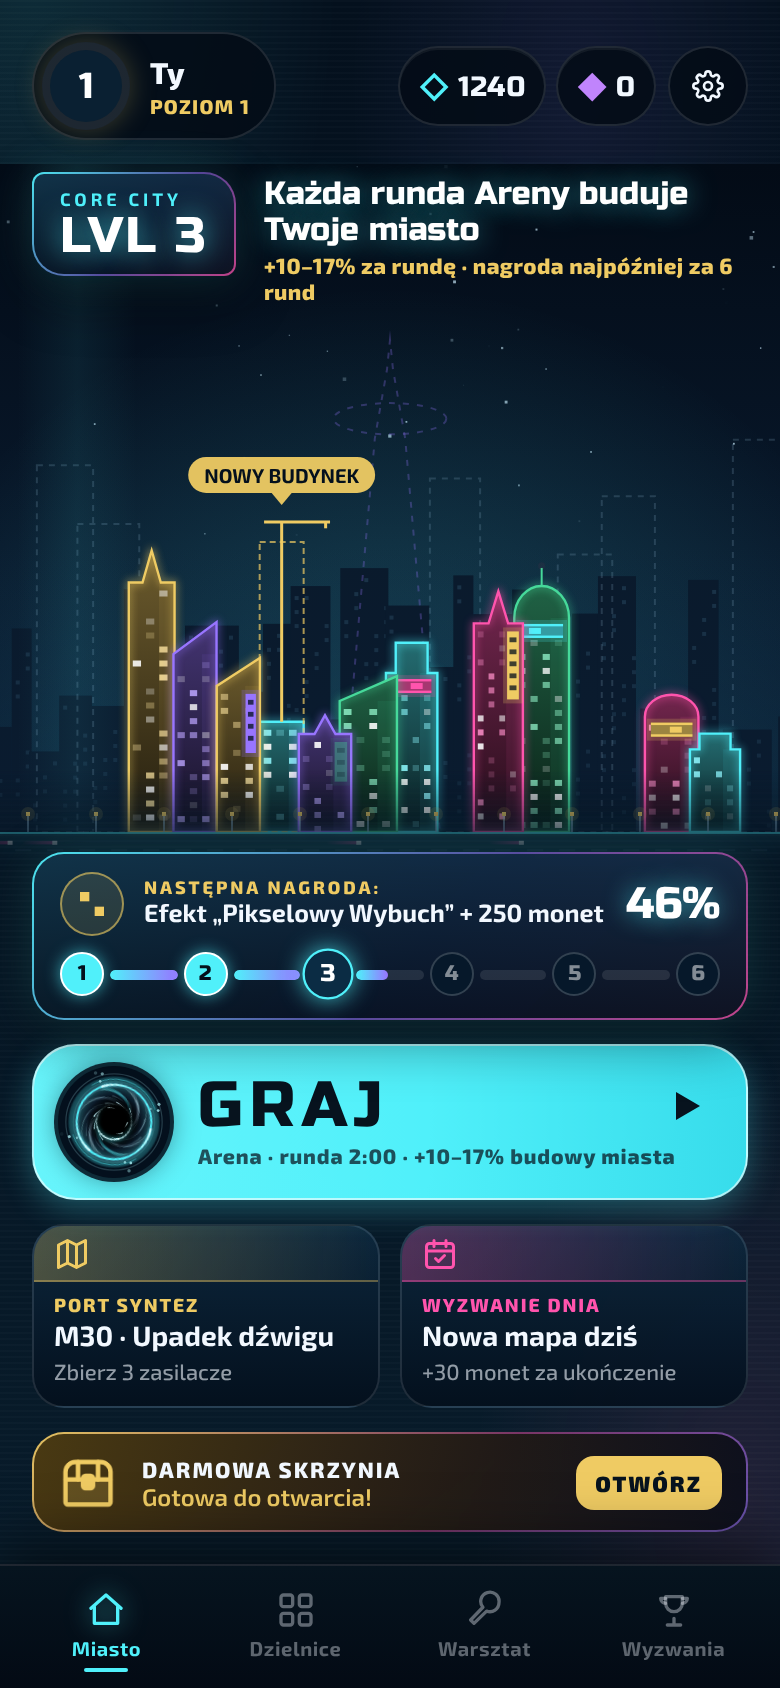 1
Ty
POZIOM 1
1240
0
CORE CITY
LVL 3
Każda runda Areny buduje
Twoje miasto
+10–17% za rundę · nagroda najpóźniej za 6
rund
NOWY BUDYNEK
NASTĘPNA NAGRODA:
Efekt „Pikselowy Wybuch” + 250 monet
46%
1 2 3 4 5 6
GRAJ
Arena · runda 2:00 · +10–17% budowy miasta
PORT SYNTEZ
M30 · Upadek dźwigu
Zbierz 3 zasilacze
WYZWANIE DNIA
Nowa mapa dziś
+30 monet za ukończenie
DARMOWA SKRZYNIA
Gotowa do otwarcia!
OTWÓRZ
Miasto Dzielnice Warsztat Wyzwania